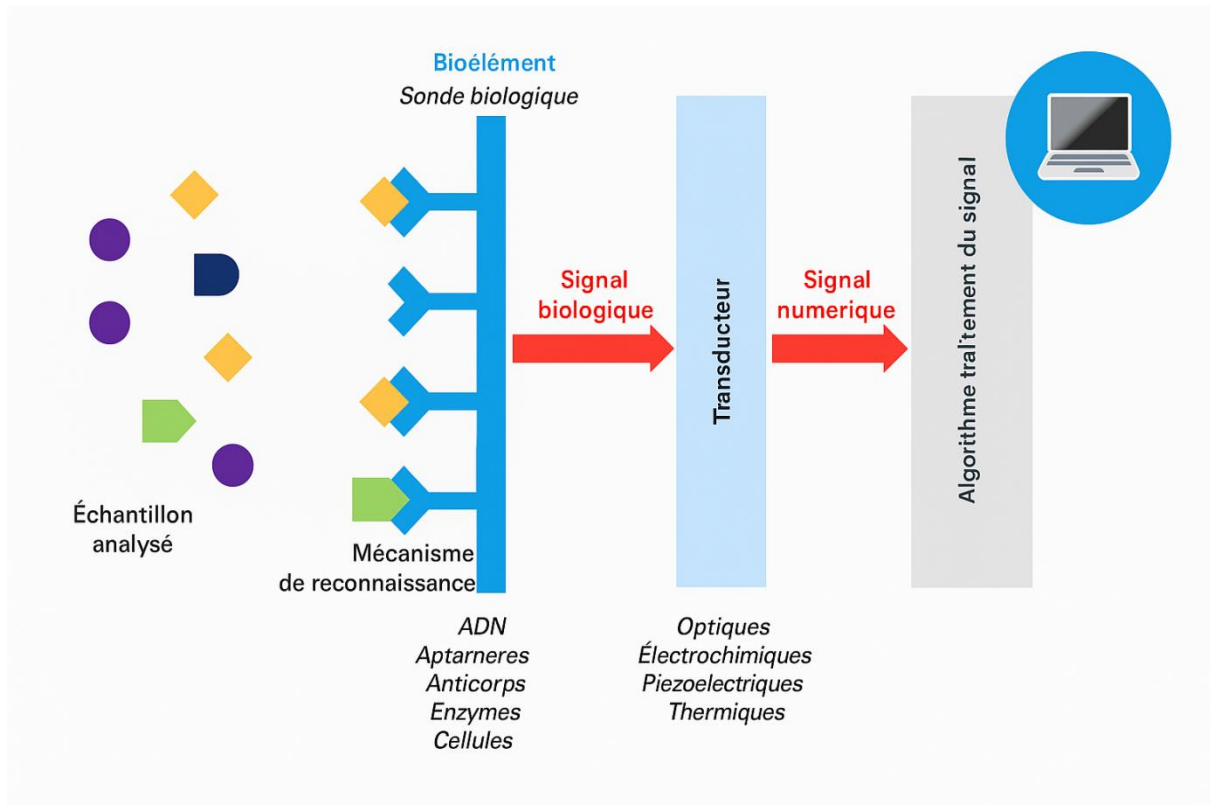 Bioélément
Sonde biologique
Échantillon
analysé
Mécanisme
de reconnaissance
ADN
Aptarneres
Anticorps
Enzymes
Cellules
Signal
biologique
Transducteur
Optiques
Électrochimiques
Piezoelectriques
Thermiques
Signal
numerique
Algorithme tral'tement du signal